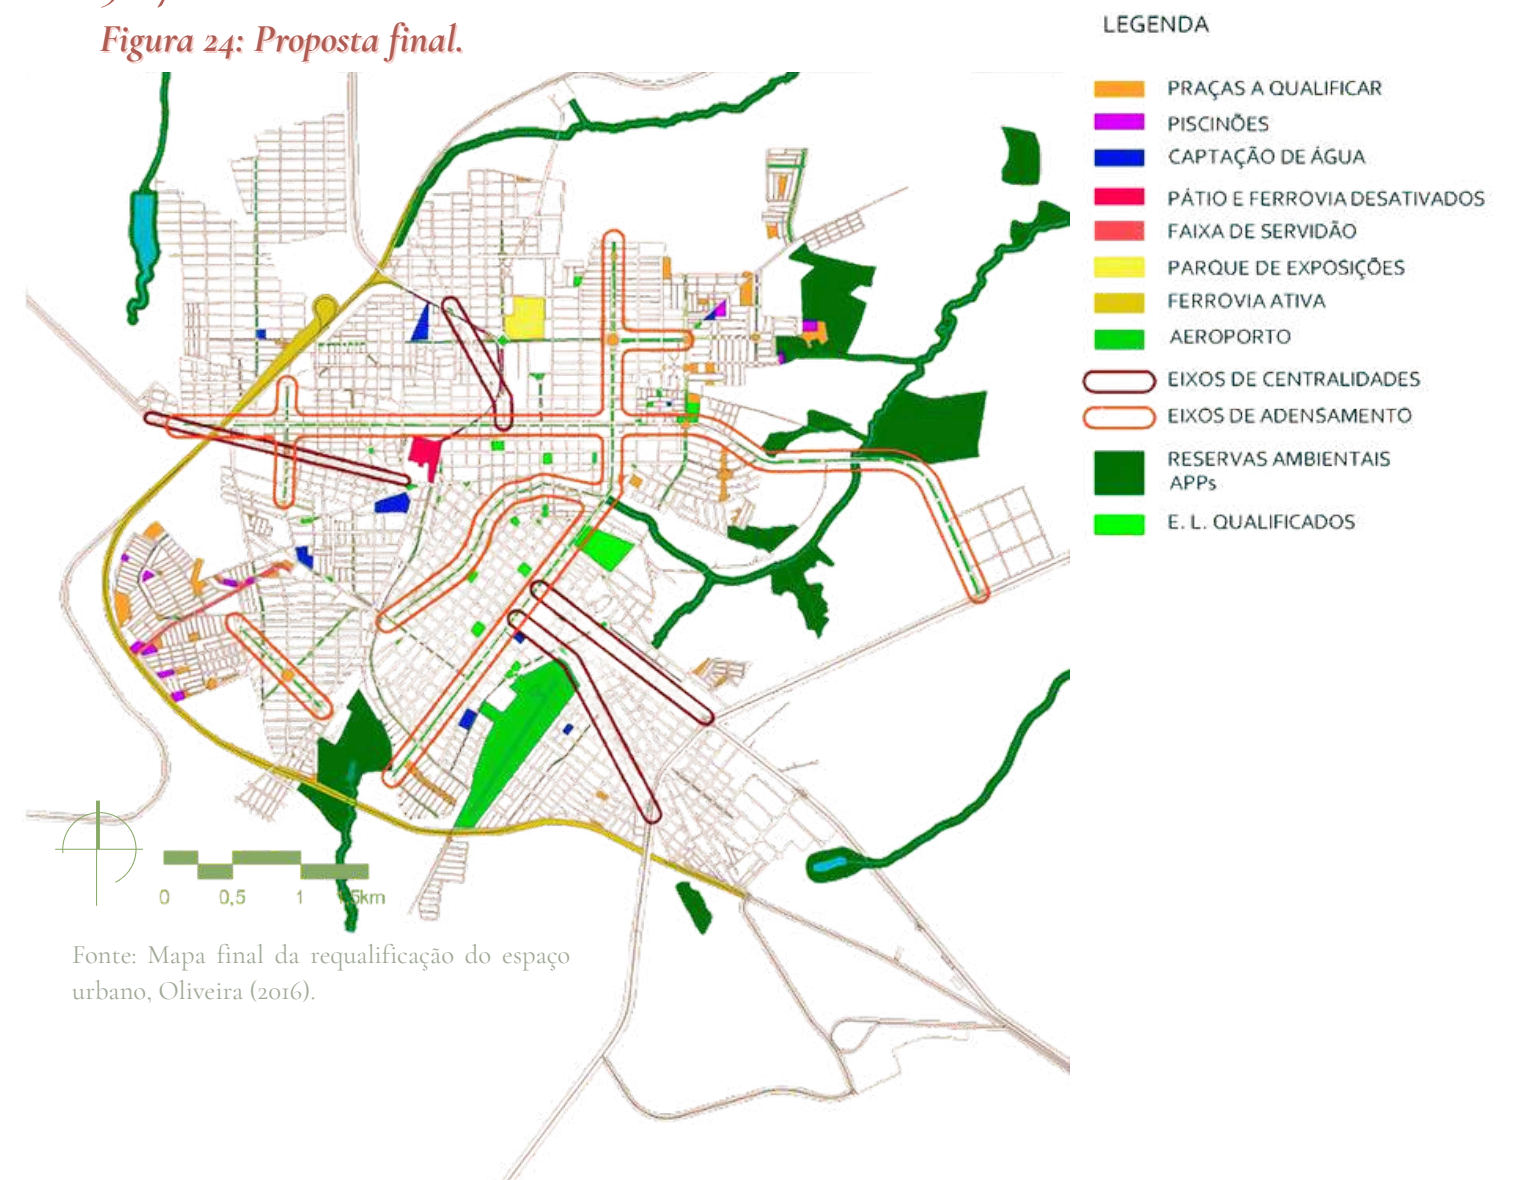 Figura 24: Proposta final.
LEGENDA
PRAÇAS A QUALIFICAR
PISCINÕES
CAPTAÇÃO DE ÁGUA
PÁTIO E FERROVIA DESATIVADOS
FAIXA DE SERVIDÃO
PARQUE DE EXPOSIÇÕES
FERROVIA ATIVA
AEROPORTO
EIXOS DE CENTRALIDADES
EIXOS DE ADENSAMENTO
RESERVAS AMBIENTAIS
APPs
E. L. QUALIFICADOS
0 0,5 1 1,5km
Fonte: Mapa final da requalificação do espaço
urbano, Oliveira (2016).